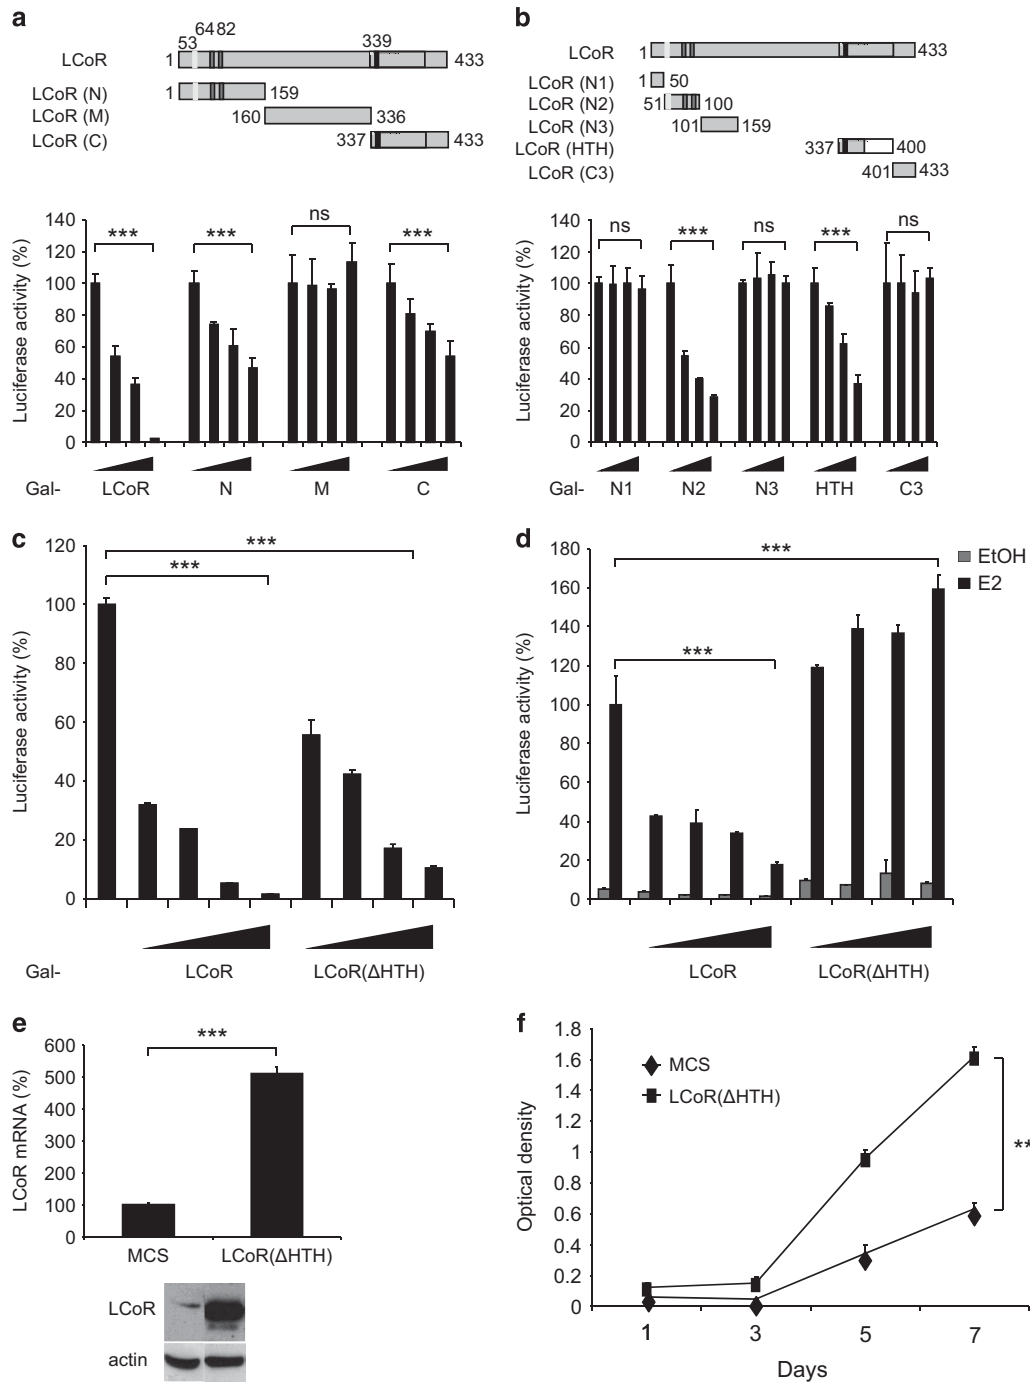 a
53
64 82
339
LCoR 1 433
LCoR (N) 1 159
LCoR (M) 160 336
LCoR (C) 337 433
140
120
100
80
60
40
20
0
Luciferase activity (%)
*** *** ns ***
Gal- LCoR N M C
b
LCoR 1 433
LCoR (N1) 1 50
LCoR (N2) 51 100
LCoR (N3) 101 159
LCoR (HTH) 337 400
LCoR (C3) 401 433
140
120
100
80
60
40
20
0
Luciferase activity (%)
ns *** ns *** ns
Gal- N1 N2 N3 HTH C3
c
120
100
80
60
40
20
0
Luciferase activity (%)
***
***
Gal- LCoR LCoR(ΔHTH)
d
180
160
140
120
100
80
60
40
20
0
Luciferase activity (%)
***
***
EtOH
E2
LCoR LCoR(ΔHTH)
e
600
500
400
300
200
100
0
LCoR mRNA (%)
***
MCS LCoR(ΔHTH)
LCoR
actin
f
1.8
1.6
1.4
1.2
1
0.8
0.6
0.4
0.2
0
Optical density
MCS
LCoR(ΔHTH)
**
1 3 5 7
Days